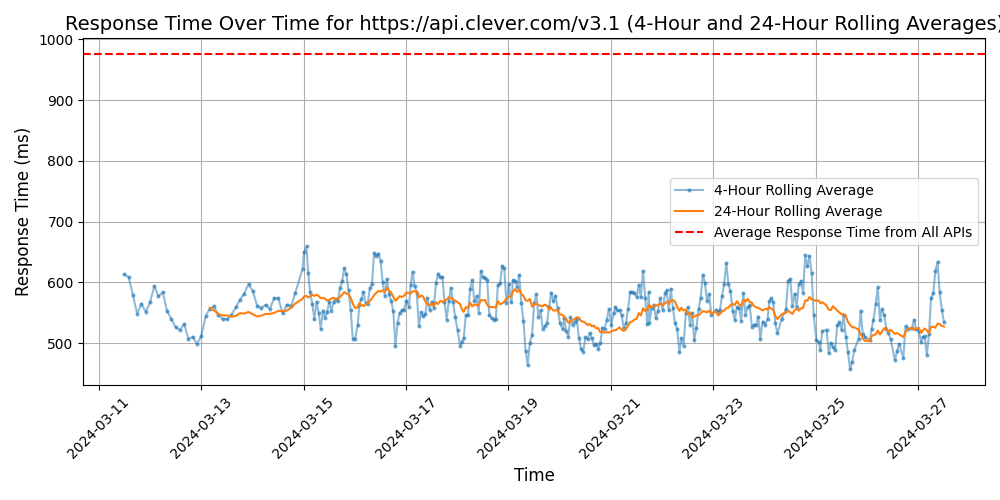 Response Time Over Time for https://api.clever.com/v3.1 (4-Hour and 24-Hour Rolling Averages)
Response Time (ms)
1000
900
800
700
600
500
4-Hour Rolling Average
24-Hour Rolling Average
Average Response Time from All APIs
2024-03-11
2024-03-13
2024-03-15
2024-03-17
2024-03-19
2024-03-21
2024-03-23
2024-03-25
2024-03-27
Time